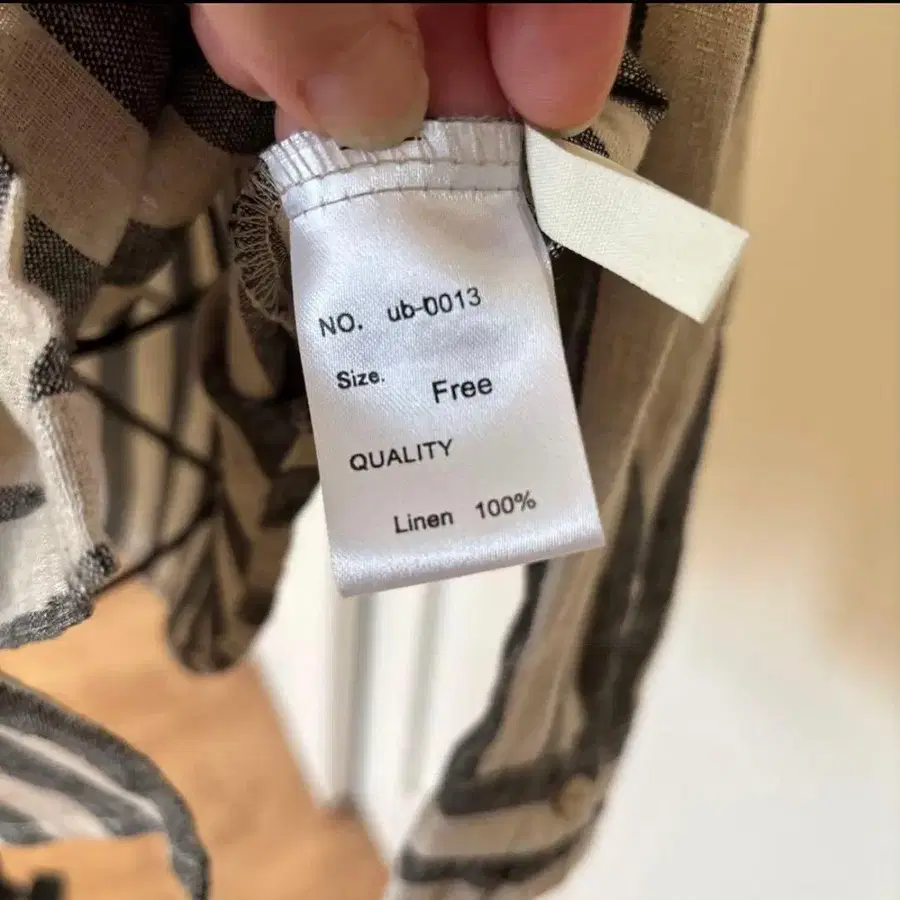 NO. ub-0013
Size. Free
QUALITY
Linen 100%